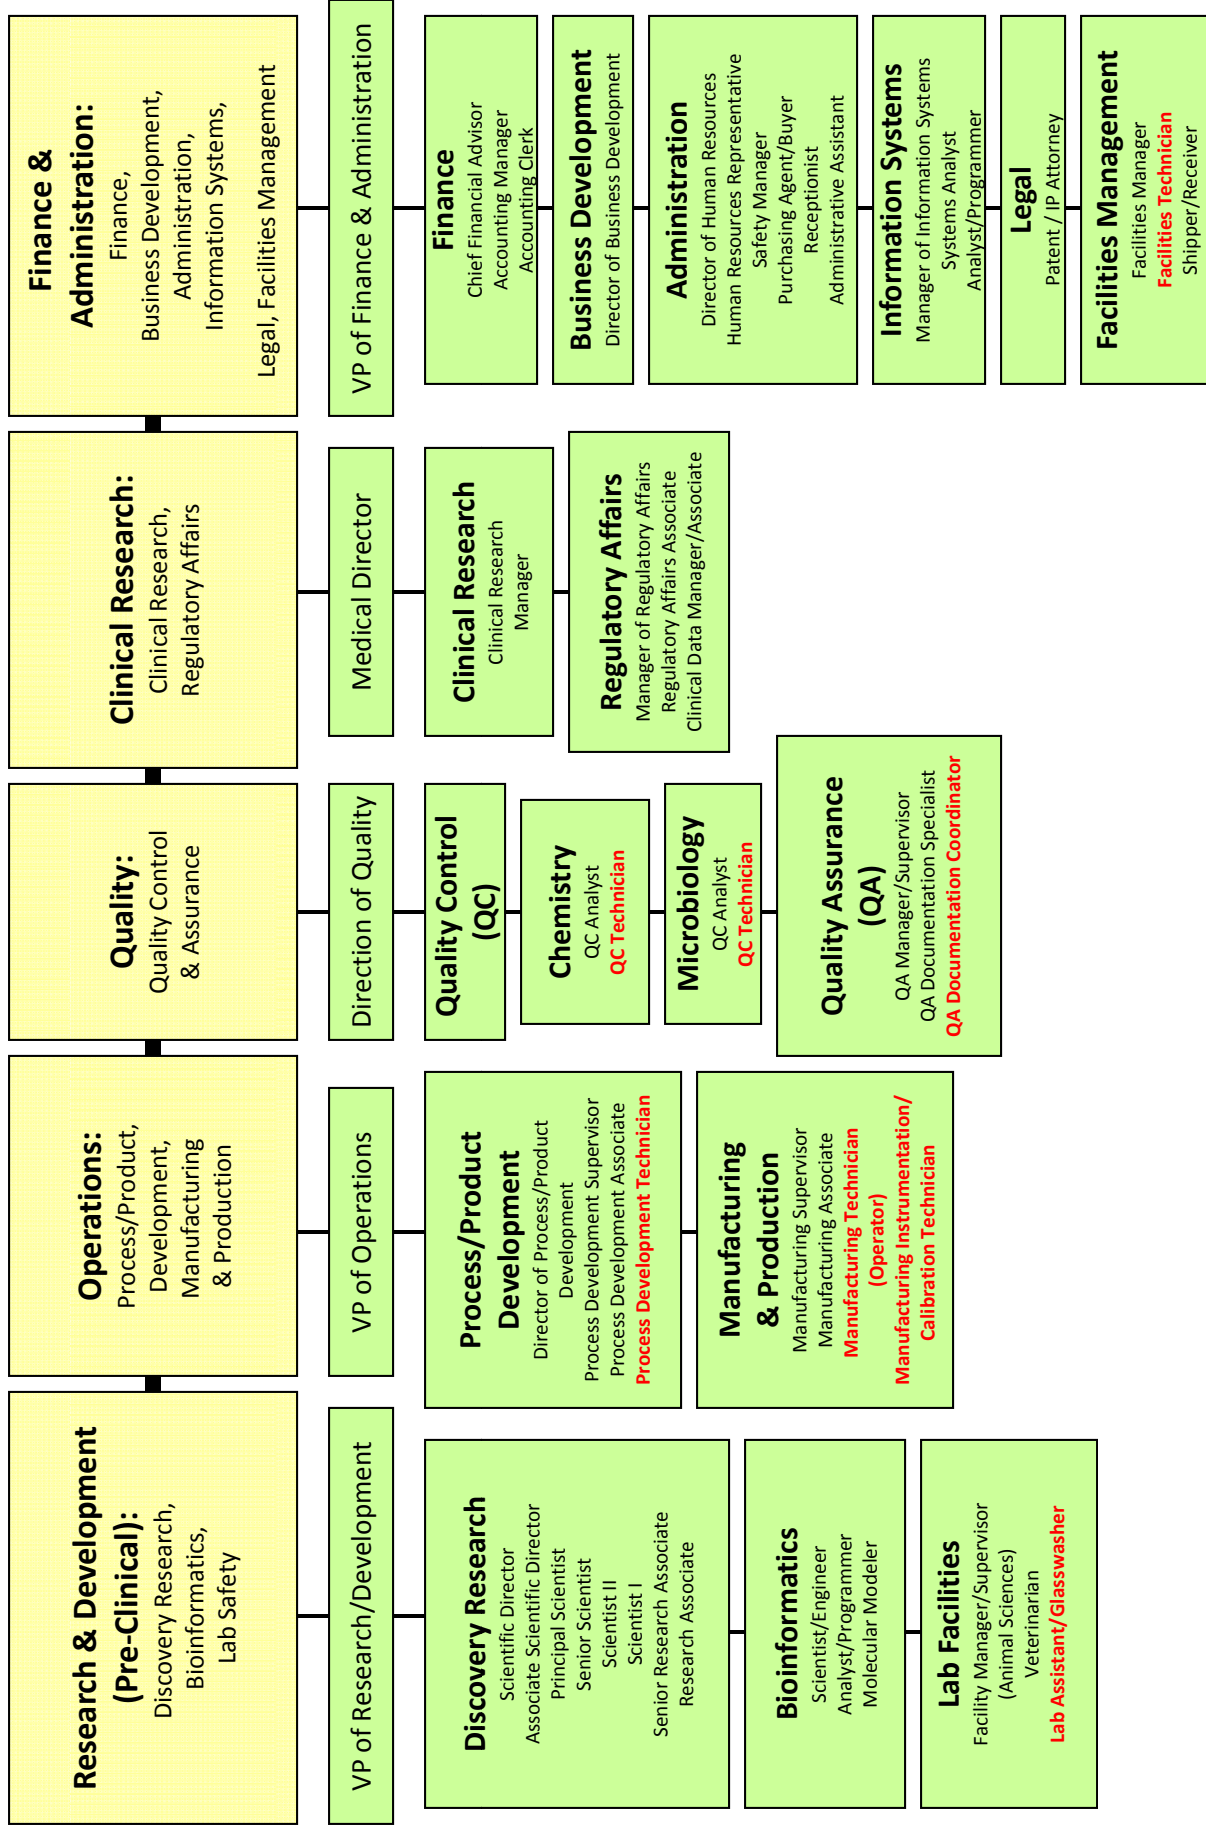 Research & Development
(Pre-Clinical):
Discovery Research,
Bioinformatics,
Lab Safety
Operations:
Process/Product,
Development,
Manufacturing
& Production
Quality:
Quality Control
& Assurance
Clinical Research:
Clinical Research,
Regulatory Affairs
Finance &
Administration:
Finance,
Business Development,
Administration,
Information Systems,
Legal, Facilities Management
VP of Research/Development
VP of Operations
Direction of Quality
Medical Director
VP of Finance & Administration
Discovery Research
Scientific Director
Associate Scientific Director
Principal Scientist
Senior Scientist
Scientist II
Scientist I
Senior Research Associate
Research Associate
Bioinformatics
Scientist/Engineer
Analyst/Programmer
Molecular Modeler
Lab Facilities
Facility Manager/Supervisor
(Animal Sciences)
Veterinarian
Lab Assistant/Glasswasher
Process/Product
Development
Director of Process/Product
Development
Process Development Supervisor
Process Development Associate
Process Development Technician
Manufacturing
& Production
Manufacturing Supervisor
Manufacturing Associate
Manufacturing Technician
(Operator)
Manufacturing Instrumentation/
Calibration Technician
Quality Control
(QC)
Chemistry
QC Analyst
QC Technician
Microbiology
QC Analyst
QC Technician
Quality Assurance
(QA)
QA Manager/Supervisor
QA Documentation Specialist
QA Documentation Coordinator
Clinical Research
Clinical Research
Manager
Regulatory Affairs
Manager of Regulatory Affairs
Regulatory Affairs Associate
Clinical Data Manager/Associate
Finance
Chief Financial Advisor
Accounting Manager
Accounting Clerk
Business Development
Director of Business Development
Administration
Director of Human Resources
Human Resources Representative
Safety Manager
Purchasing Agent/Buyer
Receptionist
Administrative Assistant
Information Systems
Manager of Information Systems
Systems Analyst
Analyst/Programmer
Legal
Patent / IP Attorney
Facilities Management
Facilities Manager
Facilities Technician
Shipper/Receiver